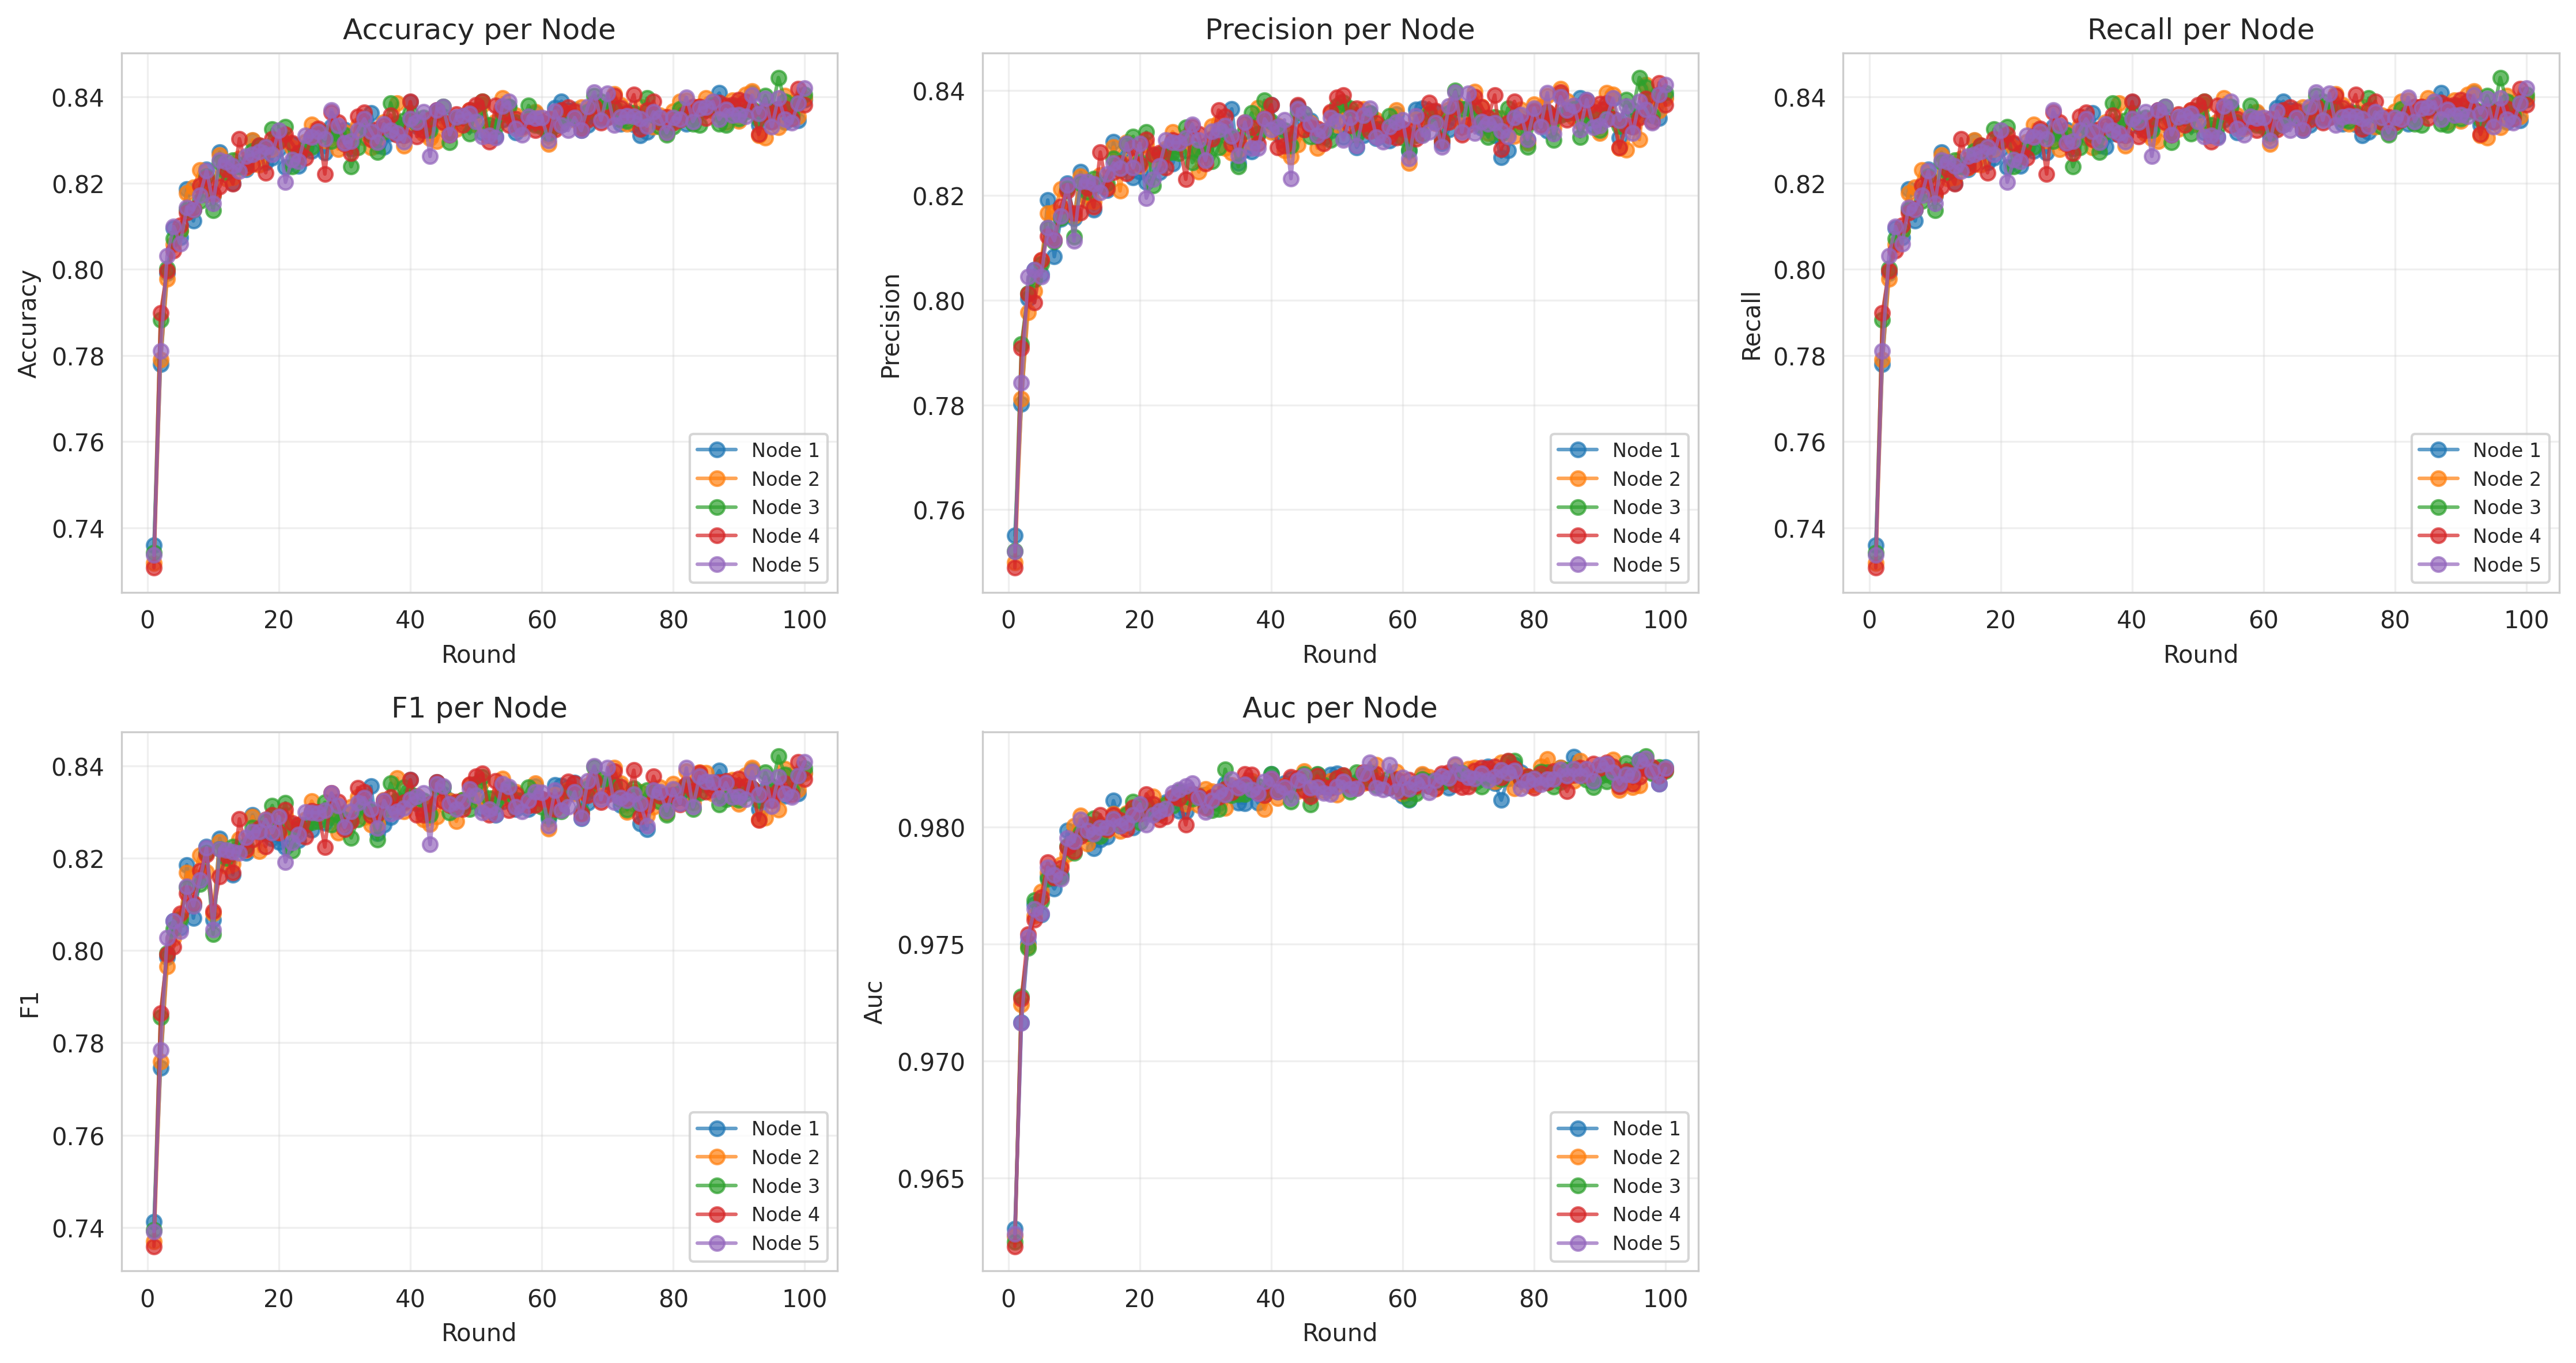 Accuracy per Node
Accuracy
0.84
0.82
0.80
0.78
0.76
0.74
0 20 40 60 80 100
Round
Node 1
Node 2
Node 3
Node 4
Node 5
Precision per Node
Precision
0.84
0.82
0.80
0.78
0.76
0 20 40 60 80 100
Round
Node 1
Node 2
Node 3
Node 4
Node 5
Recall per Node
Recall
0.84
0.82
0.80
0.78
0.76
0.74
0 20 40 60 80 100
Round
Node 1
Node 2
Node 3
Node 4
Node 5
F1 per Node
F1
0.84
0.82
0.80
0.78
0.76
0.74
0 20 40 60 80 100
Round
Node 1
Node 2
Node 3
Node 4
Node 5
Auc per Node
Auc
0.980
0.975
0.970
0.965
0 20 40 60 80 100
Round
Node 1
Node 2
Node 3
Node 4
Node 5